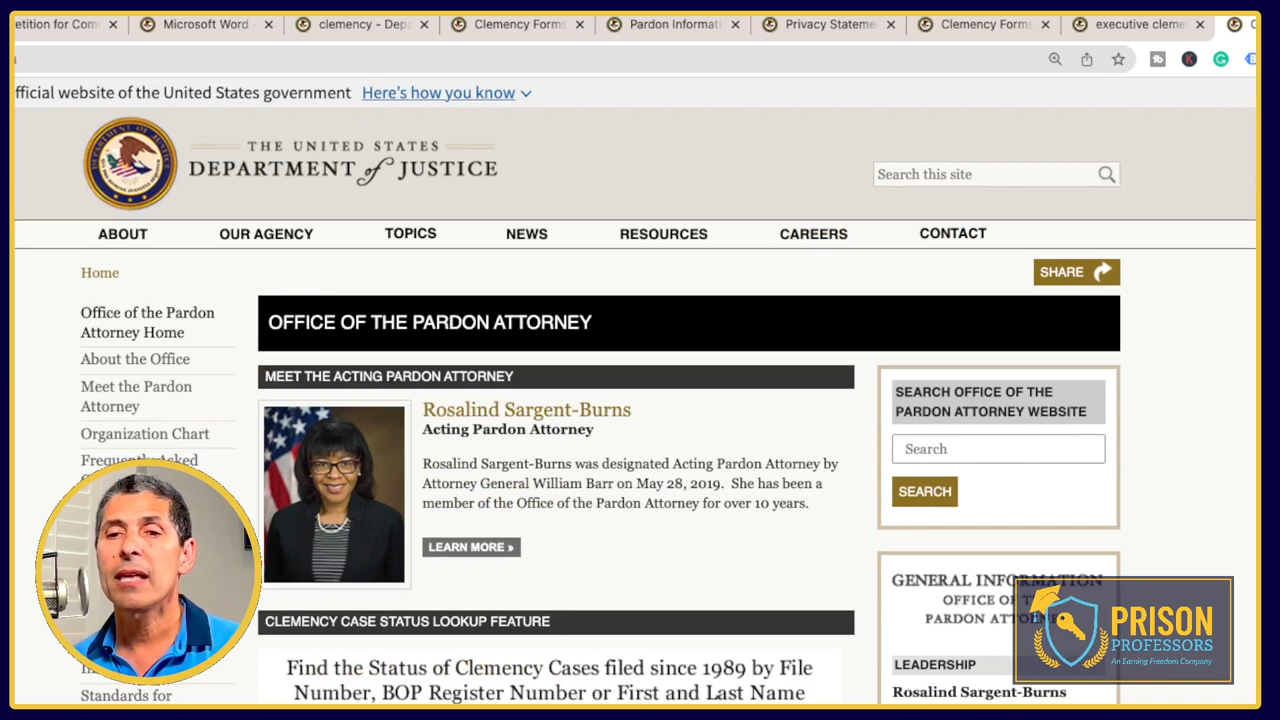 etition for Com
Microsoft Word -
clemency - Depa
Clemency Forms
Pardon Informati
Privacy Stateme
Clemency Forms
executive cleme
fficial website of the United States government
Here's how you know
THE UNITED STATES
DEPARTMENT of JUSTICE
Search this site
ABOUT
OUR AGENCY
TOPICS
NEWS
RESOURCES
CAREERS
CONTACT
Home
SHARE
Office of the Pardon
Attorney Home
About the Office
Meet the Pardon
Attorney
Organization Chart
Frequently Asked
Standards for
OFFICE OF THE PARDON ATTORNEY
MEET THE ACTING PARDON ATTORNEY
Rosalind Sargent-Burns
Acting Pardon Attorney
Rosalind Sargent-Burns was designated Acting Pardon Attorney by
Attorney General William Barr on May 28, 2019. She has been a
member of the Office of the Pardon Attorney for over 10 years.
LEARN MORE »
CLEMENCY CASE STATUS LOOKUP FEATURE
Find the Status of Clemency Cases filed since 1989 by File
Number, BOP Register Number or First and Last Name
SEARCH OFFICE OF THE
PARDON ATTORNEY WEBSITE
Search
SEARCH
GENERAL INFORMATION
OFFICE OF
PARDON
LEADERSHIP
Rosalind Sargent-Burns
PRISON
PROFESSORS
An Earning Freedom Company